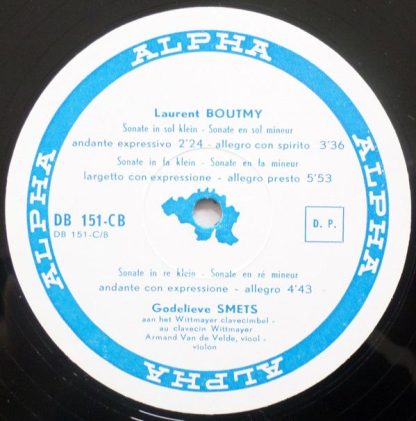 ALPHA
Laurent BOUTMY
Sonate in sol klein - Sonate en sol mineur
andante expressivo 2'24 - allegro con spirito 3'36
Sonate in la klein - Sonate en la mineur
largetto con expressione - allegro presto 5'53
ALPHA
DB 151-CB
DB 151-C/B
D. P.
ALPHA
Sonate in re klein - Sonate en ré mineur
andante con expressione - allegro 4'43
Godelieve SMETS
aan het Wittmayer clavecimbel -
au clavecin Wittmayer
Armand Van de Velde, viool -
violon
ALPHA